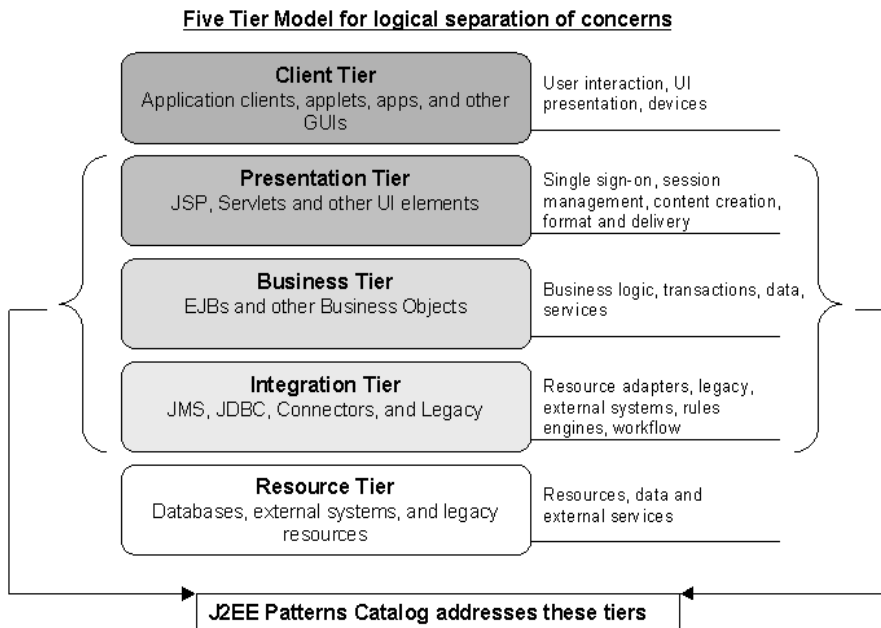 Five Tier Model for logical separation of concerns
Client Tier
Application clients, applets, apps, and other
GUIs
User interaction, UI
presentation, devices
Presentation Tier
JSP, Servlets and other UI elements
Single sign-on, session
management, content creation,
format and delivery
Business Tier
EJBs and other Business Objects
Business logic, transactions, data,
services
Integration Tier
JMS, JDBC, Connectors, and Legacy
Resource adapters, legacy,
external systems, rules
engines, workflow
Resource Tier
Databases, external systems, and legacy
resources
Resources, data and
external services
J2EE Patterns Catalog addresses these tiers